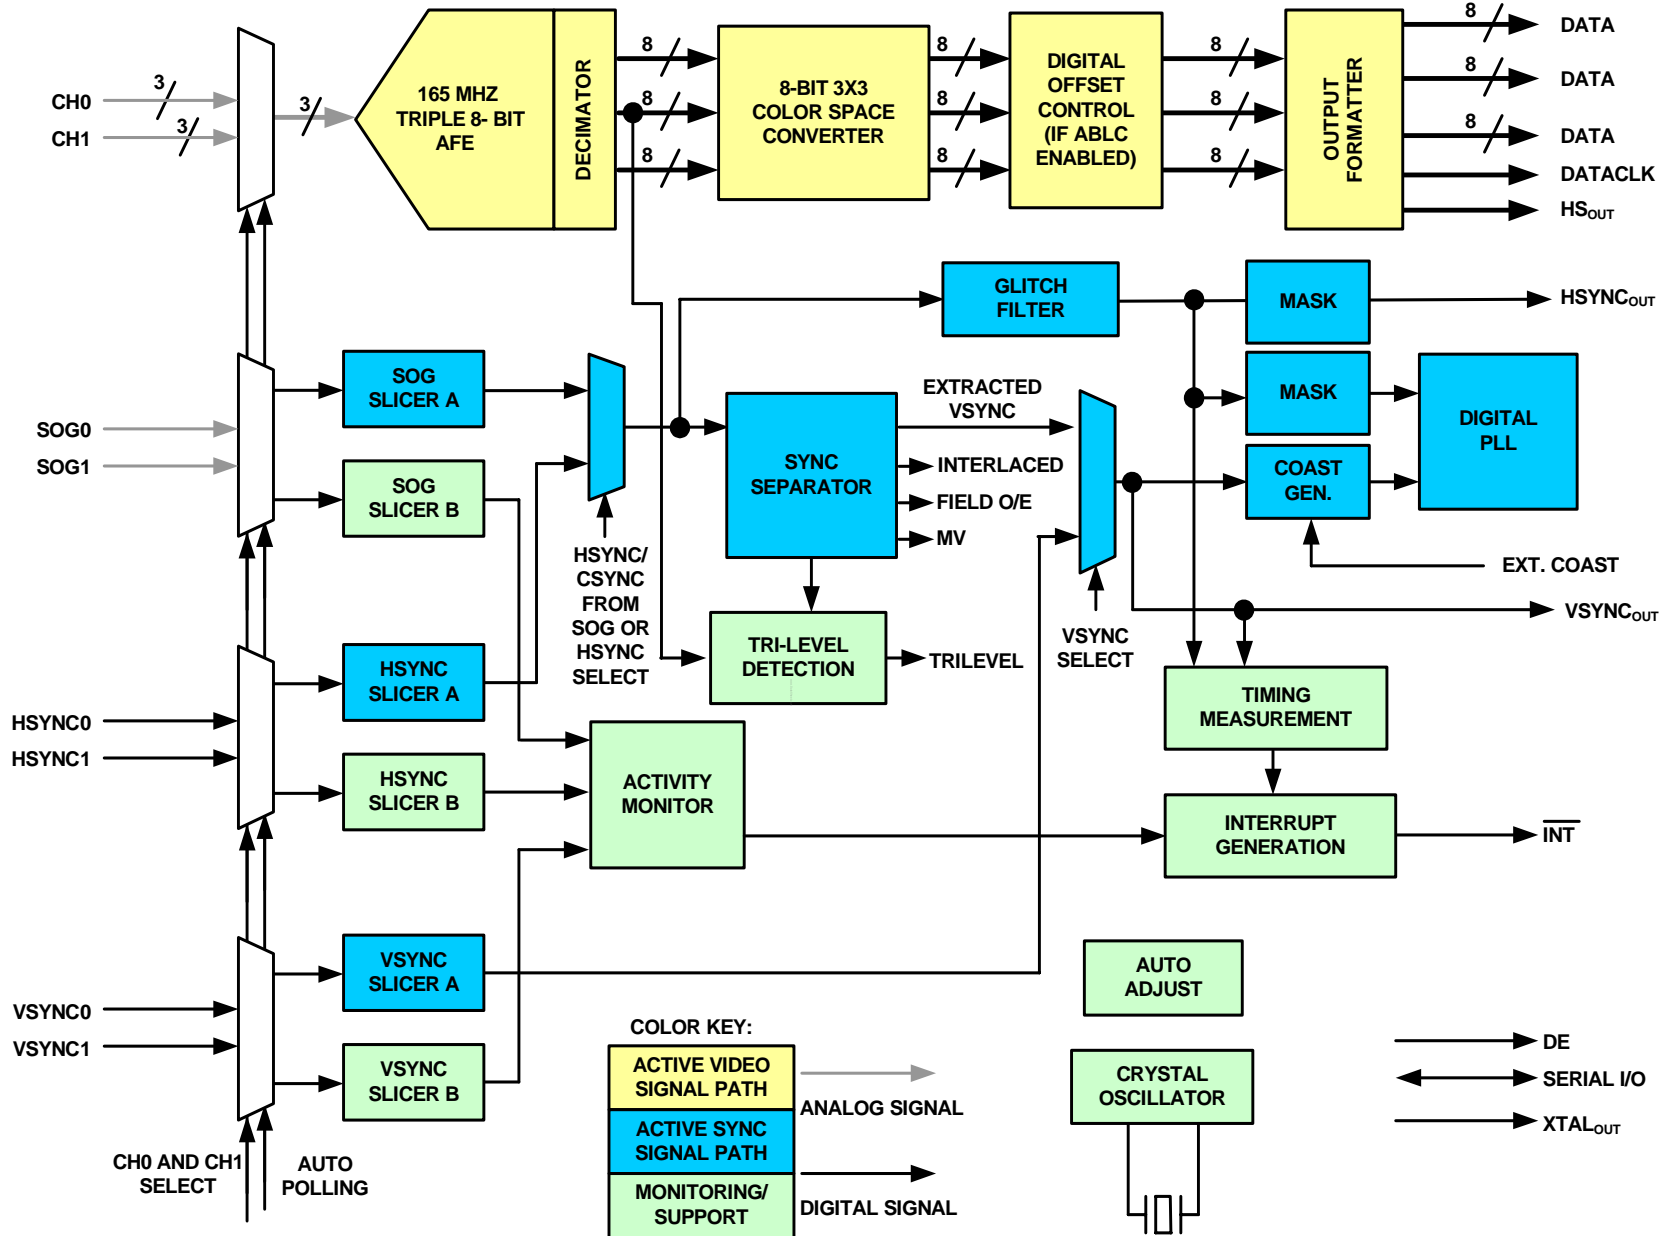 CH0
CH1
3
3
3
165 MHZ
TRIPLE 8- BIT
AFE
DECIMATOR
8
8
8
8-BIT 3X3
COLOR SPACE
CONVERTER
8
8
8
DIGITAL
OFFSET
CONTROL
(IF ABLC
ENABLED)
8
8
8
OUTPUT
FORMATTER
8
DATA
8
DATA
8
DATA
DATACLK
HSOUT
GLITCH
FILTER
MASK
HSYNCOUT
SOG0
SOG1
SOG
SLICER A
SOG
SLICER B
HSYNC/
CSYNC
FROM
SOG OR
HSYNC
SELECT
SYNC
SEPARATOR
EXTRACTED
VSYNC
INTERLACED
FIELD O/E
MV
MASK
COAST
GEN.
DIGITAL
PLL
EXT. COAST
VSYNCOUT
VSYNC
SELECT
TRI-LEVEL
DETECTION
TRILEVEL
HSYNC0
HSYNC1
HSYNC
SLICER A
HSYNC
SLICER B
ACTIVITY
MONITOR
TIMING
MEASUREMENT
INTERRUPT
GENERATION
INT
VSYNC0
VSYNC1
VSYNC
SLICER A
VSYNC
SLICER B
AUTO
ADJUST
CRYSTAL
OSCILLATOR
DE
SERIAL I/O
XTALOUT
CH0 AND CH1
SELECT
AUTO
POLLING
COLOR KEY:
ACTIVE VIDEO
SIGNAL PATH
ACTIVE SYNC
SIGNAL PATH
MONITORING/
SUPPORT
ANALOG SIGNAL
DIGITAL SIGNAL